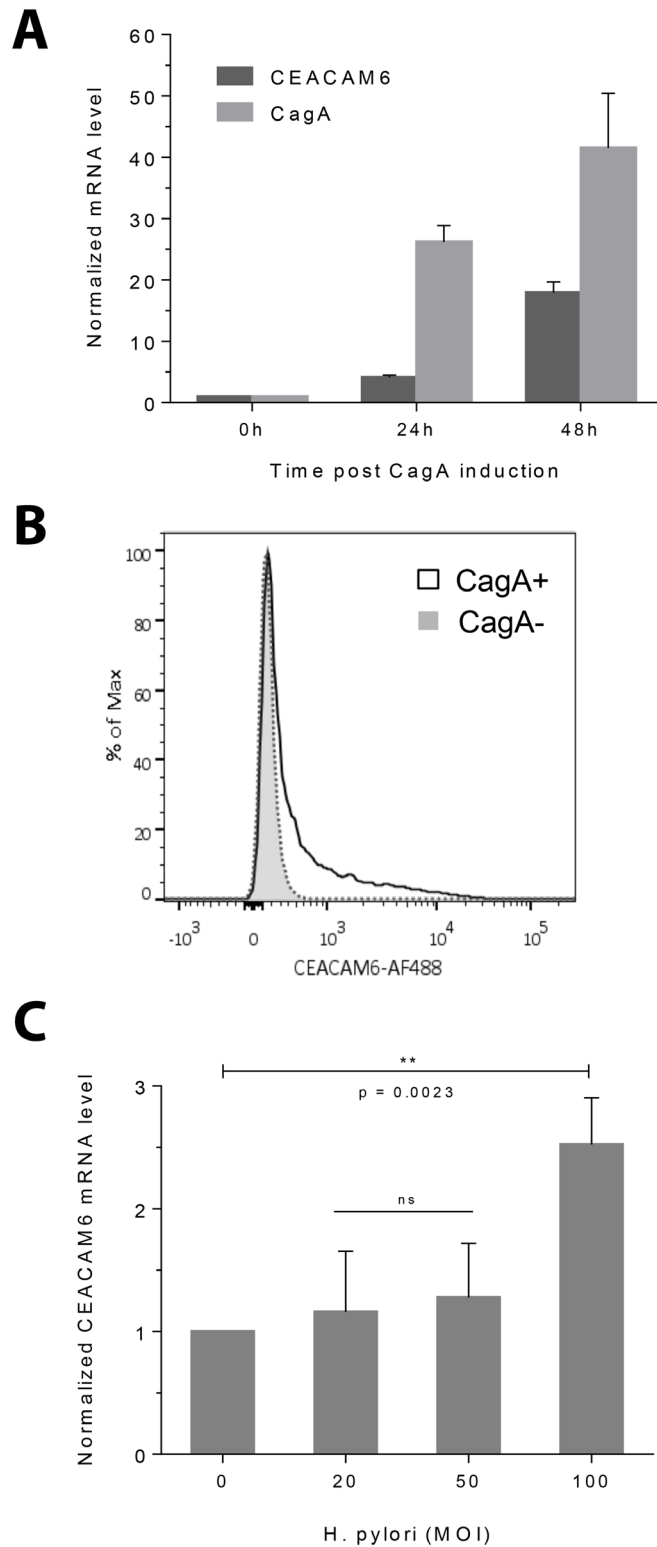 A
60
50
40
30
20
10
0
Normalized mRNA level
CEACAM6
CagA
0h 24h 48h
Time post CagA induction
B
100
80
60
40
20
0
% of Max
CagA+
CagA-
-10³ 0 10³ 10⁴ 10⁵
CEACAM6-AF488
C
**
p = 0.0023
ns
3
2
1
0
Normalized CEACAM6 mRNA level
0 20 50 100
H. pylori (MOI)